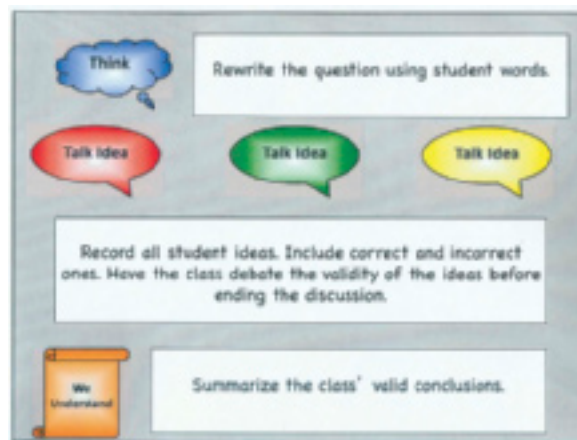 Think
Rewrite the question using student words.
Talk Idea
Talk Idea
Talk Idea
Record all student ideas. Include correct and incorrect
ones. Have the class debate the validity of the ideas before
ending the discussion.
We
Understand
Summarize the class' valid conclusions.